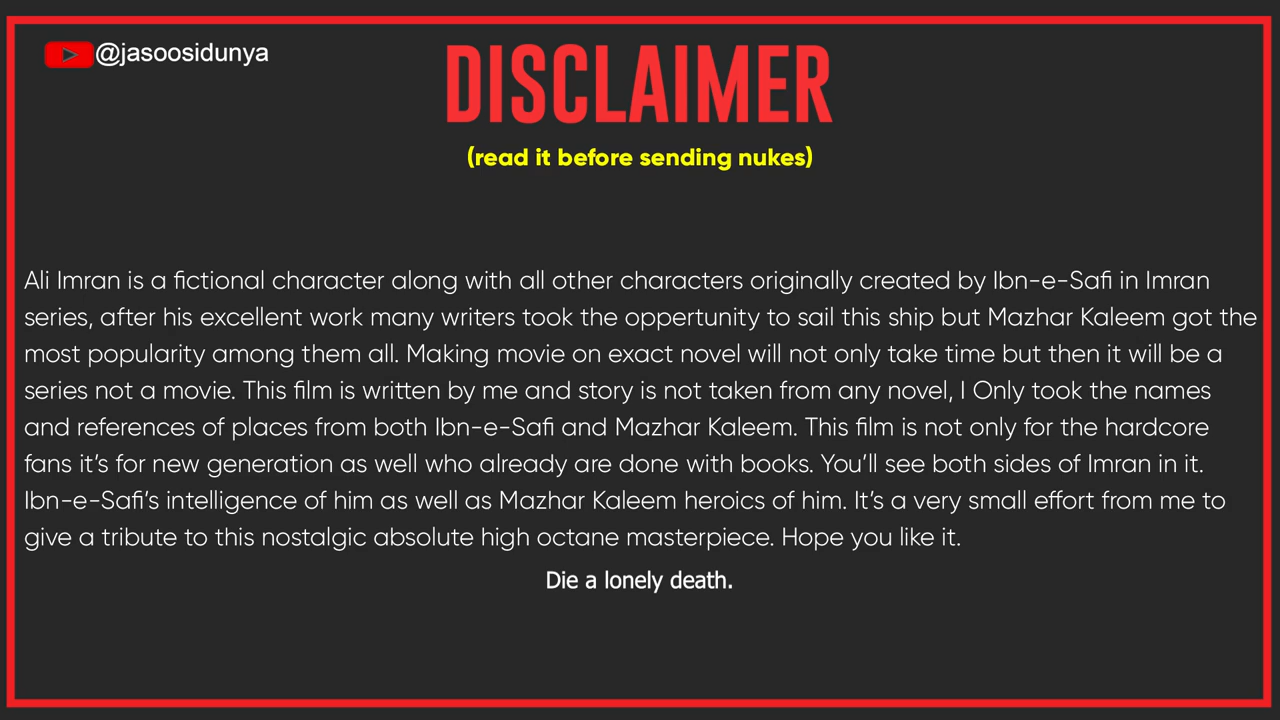 @jasoosidunya
DISCLAIMER
(read it before sending nukes)
Ali Imran is a fictional character along with all other characters originally created by Ibn-e-Safi in Imran
series, after his excellent work many writers took the oppertunity to sail this ship but Mazhar Kaleem got the
most popularity among them all. Making movie on exact novel will not only take time but then it will be a
series not a movie. This film is written by me and story is not taken from any novel, I Only took the names
and references of places from both Ibn-e-Safi and Mazhar Kaleem. This film is not only for the hardcore
fans it's for new generation as well who already are done with books. You'll see both sides of Imran in it.
Ibn-e-Safi's intelligence of him as well as Mazhar Kaleem heroics of him. It's a very small effort from me to
give a tribute to this nostalgic absolute high octane masterpiece. Hope you like it.
Die a lonely death.